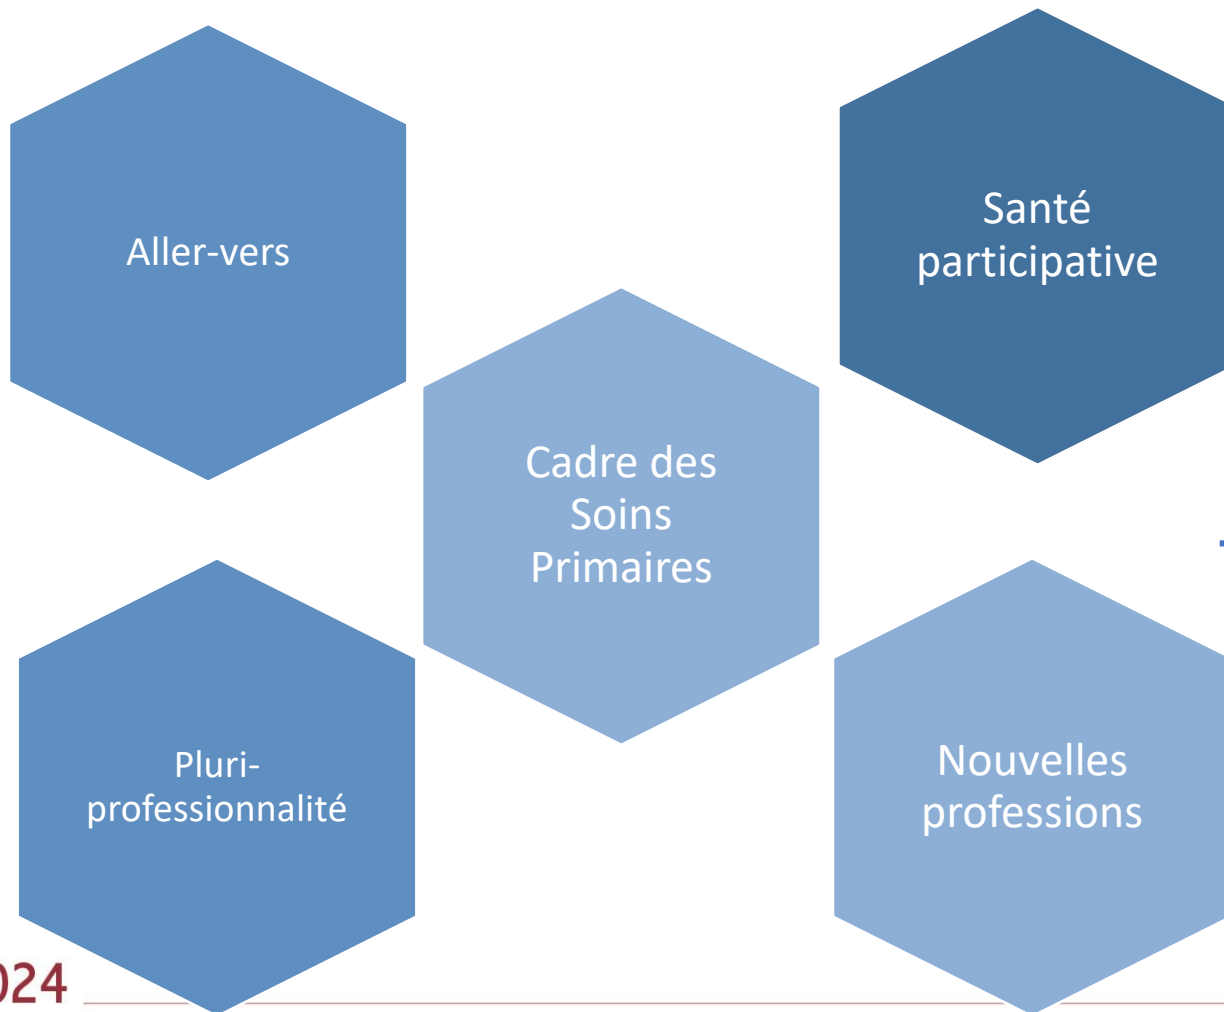 Aller-vers
Santé
participative
Cadre des
Soins
Primaires
Pluri-
professionnalité
Nouvelles
professions
024